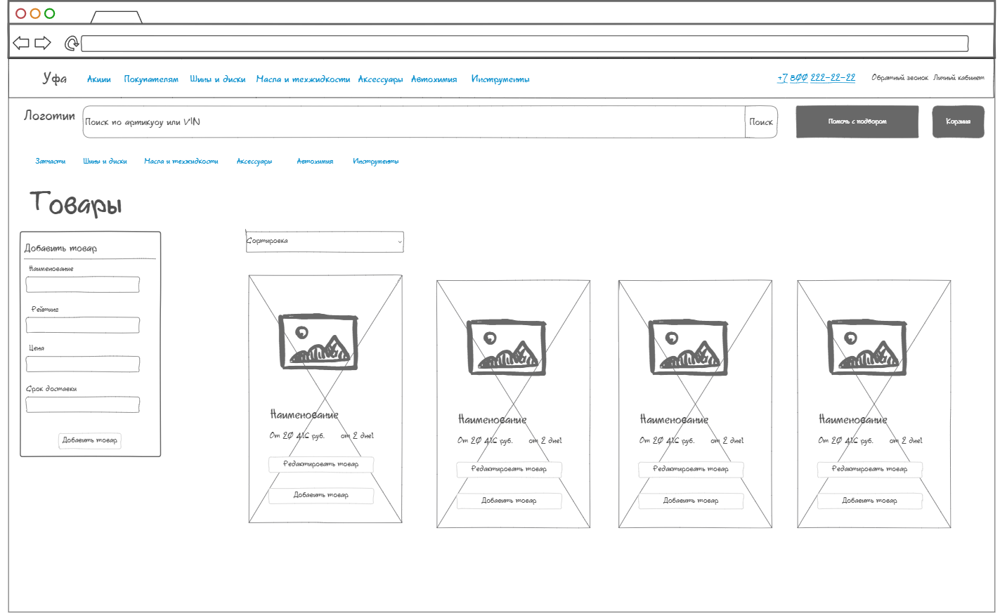 Уфа Акции Покупателям Шины и диски Масла и техжидкости Аксессуары Автохимия Инструменты +7 800 222-22-22 Обратный звонок Личный кабинет
Логотип Поиск по артикуоу или VIN Поиск Помочь с подбором Корзина
Запчасти Шины и диски Масла и техжидкости Аксессуары Автохимия Инструменты
Товары
Добавить товар
Наименование
Рейтинг
Цена
Срок доставки
Добавить товар
Сортировка
Наименование
От 20 416 руб. от 2 дней
Редактировать товар
Добавить товар
Наименование
От 20 416 руб. от 2 дней
Редактировать товар
Добавить товар
Наименование
От 20 416 руб. от 2 дней
Редактировать товар
Добавить товар
Наименование
От 20 416 руб. от 2 дней
Редактировать товар
Добавить товар